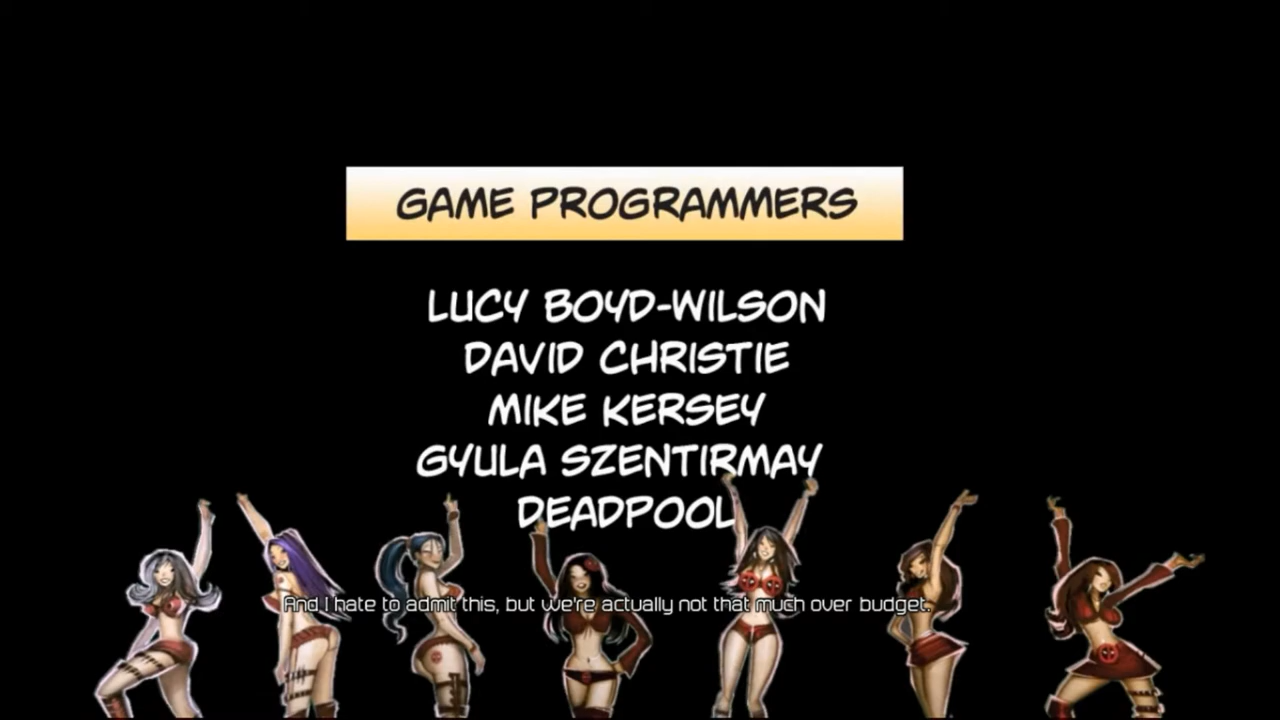 GAME PROGRAMMERS
LUCY BOYD-WILSON
DAVID CHRISTIE
MIKE KERSEY
GYULA SZENTIRMAY
DEADPOOL
And I hate to admit this, but we're actually not that much over budget.